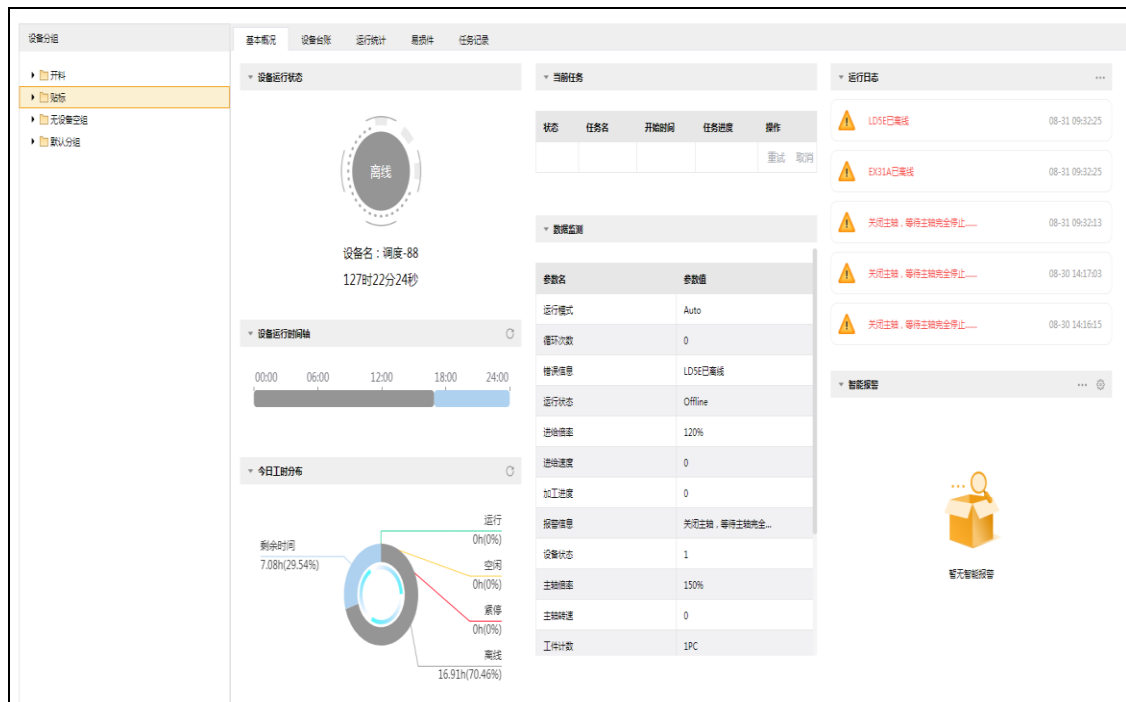 设备分组
开料
贴标
无设备空组
默认分组
基本概况 设备台账 运行统计 易损件 任务记录
设备运行状态
离线
设备名：调度-88
127时22分24秒
设备运行时间轴
00:00 06:00 12:00 18:00 24:00
今日工时分布
运行
0h(0%)
空闲
0h(0%)
紧停
0h(0%)
离线
16.91h(70.46%)
剩余时间
7.08h(29.54%)
当前任务
状态 任务名 开始时间 任务进度 操作
重试 取消
数据监测
参数名 参数值
运行模式 Auto
循环次数 0
错误信息 LD5E已离线
运行状态 Offline
进给倍率 120%
进给速度 0
加工进度 0
报警信息 关闭主轴，等待主轴完全...
设备状态 1
主轴倍率 150%
主轴转速 0
工件计数 1PC
运行日志 ...
LD5E已离线 08-31 09:32:25
EX31A已离线 08-31 09:32:25
关闭主轴，等待主轴完全停止...... 08-31 09:32:13
关闭主轴，等待主轴完全停止...... 08-30 14:17:03
关闭主轴，等待主轴完全停止...... 08-30 14:16:15
智能报警 ...
暂无智能报警